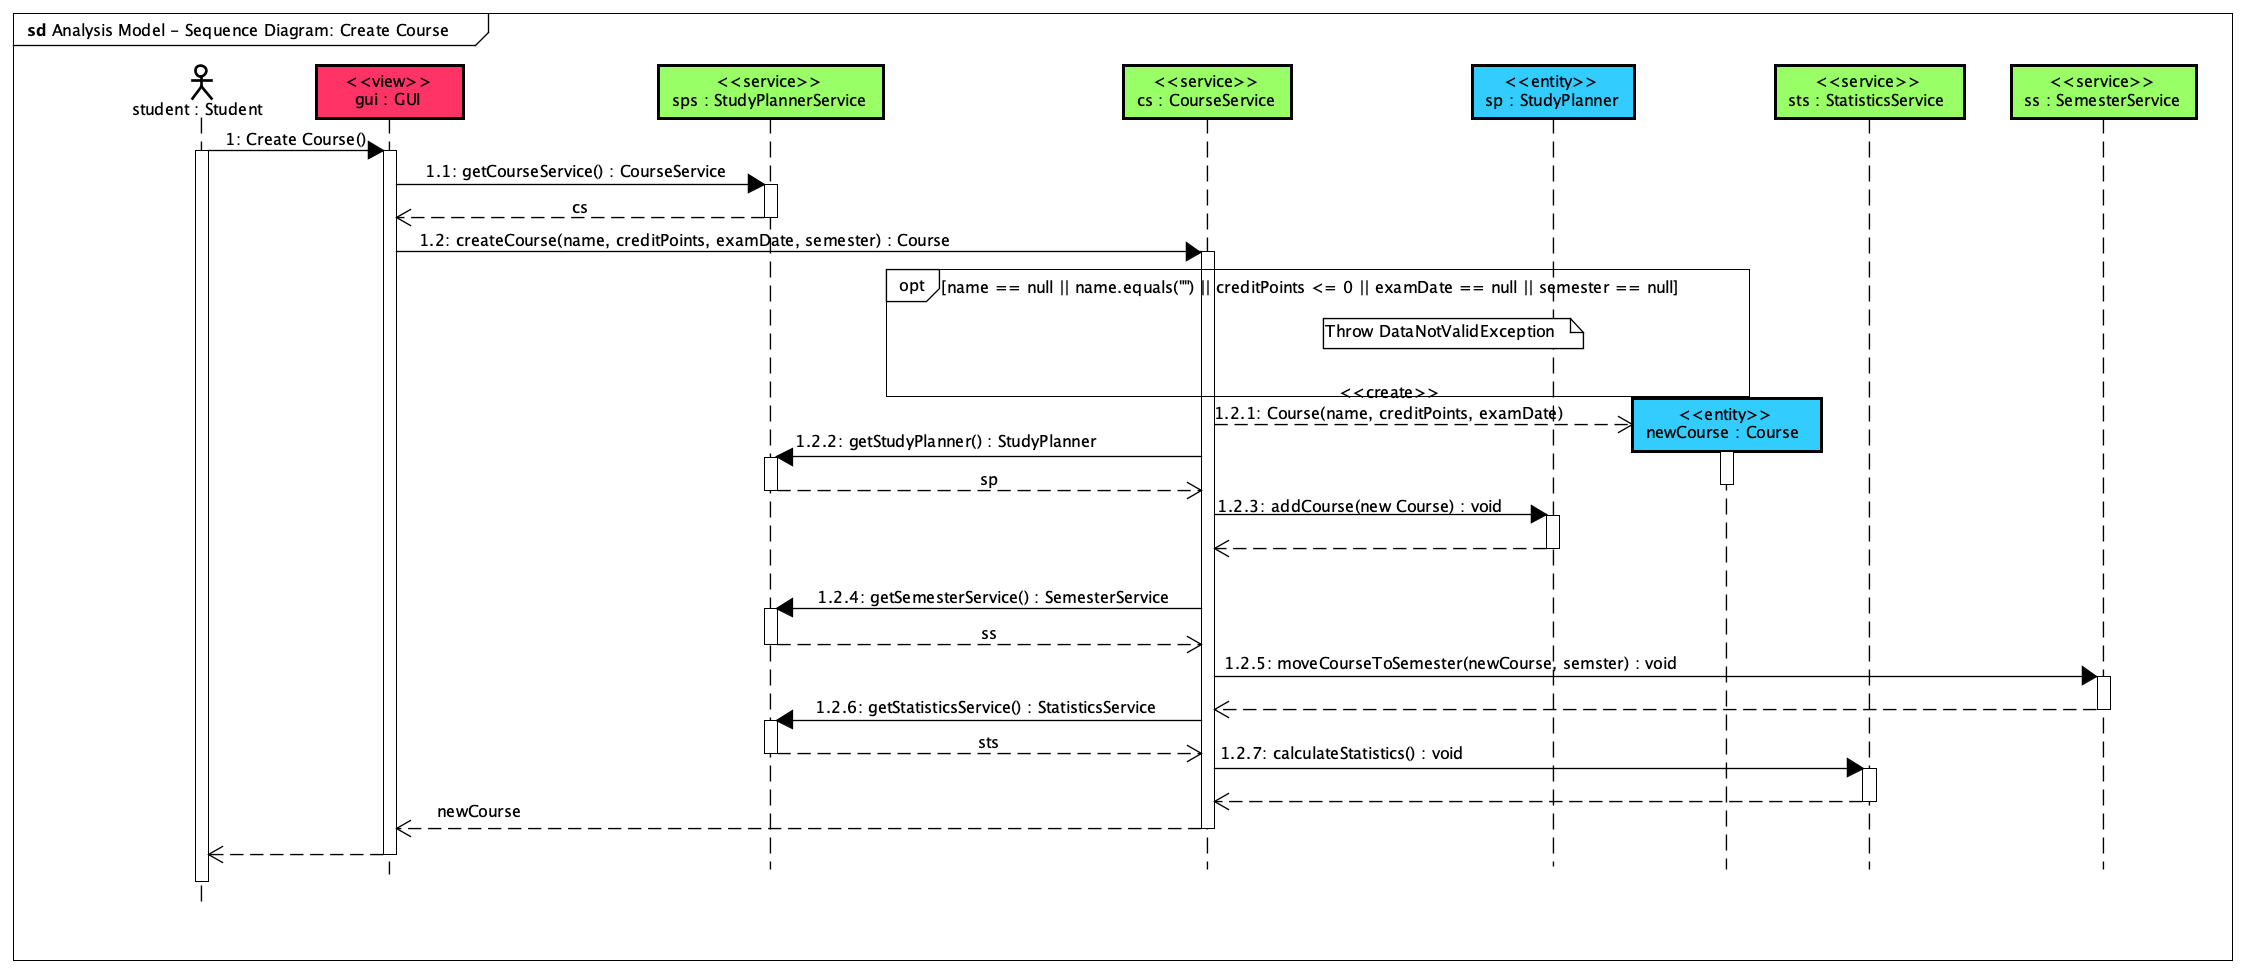 sd Analysis Model – Sequence Diagram: Create Course
student : Student
<<view>>
gui : GUI
<<service>>
sps : StudyPlannerService
<<service>>
cs : CourseService
<<entity>>
sp : StudyPlanner
<<service>>
sts : StatisticsService
<<service>>
ss : SemesterService
1: Create Course()
1.1: getCourseService() : CourseService
cs
1.2: createCourse(name, creditPoints, examDate, semester) : Course
opt [name == null || name.equals("") || creditPoints <= 0 || examDate == null || semester == null]
Throw DataNotValidException
<<create>>
1.2.1: Course(name, creditPoints, examDate)
<<entity>>
newCourse : Course
1.2.2: getStudyPlanner() : StudyPlanner
sp
1.2.3: addCourse(new Course) : void
1.2.4: getSemesterService() : SemesterService
ss
1.2.5: moveCourseToSemester(newCourse, semster) : void
1.2.6: getStatisticsService() : StatisticsService
sts
1.2.7: calculateStatistics() : void
newCourse